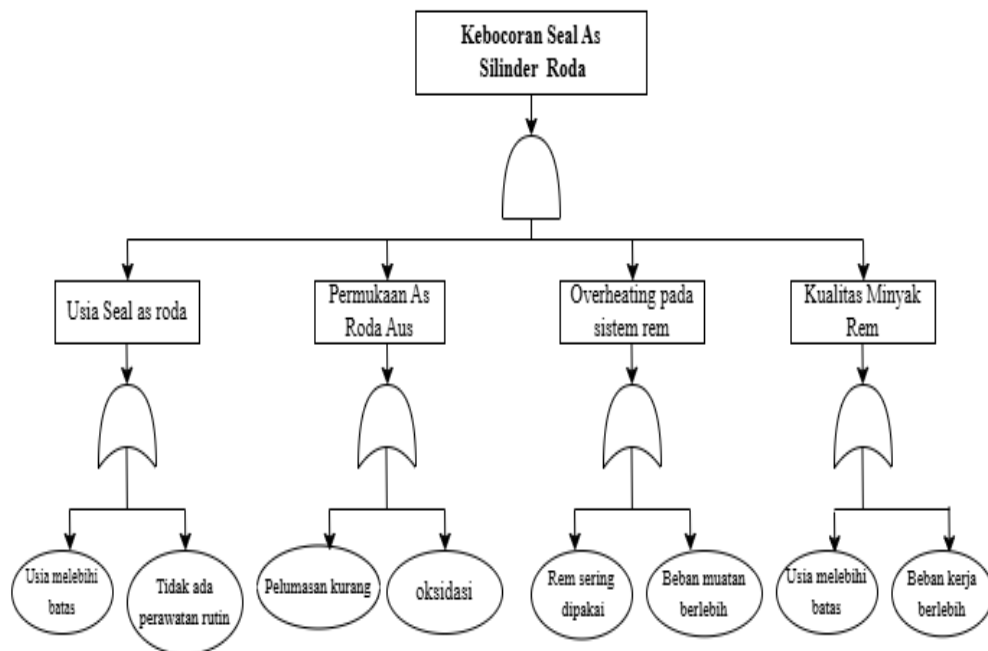 Kebocoran Seal As
Silinder Roda
Usia Seal as roda
Permukaan As
Roda Aus
Overheating pada
sistem rem
Kualitas Minyak
Rem
Usia melebihi
batas
Tidak ada
perawatan rutin
Pelumasan kurang
oksidasi
Rem sering
dipakai
Beban muatan
berlebih
Usia melebihi
batas
Beban kerja
berlebih